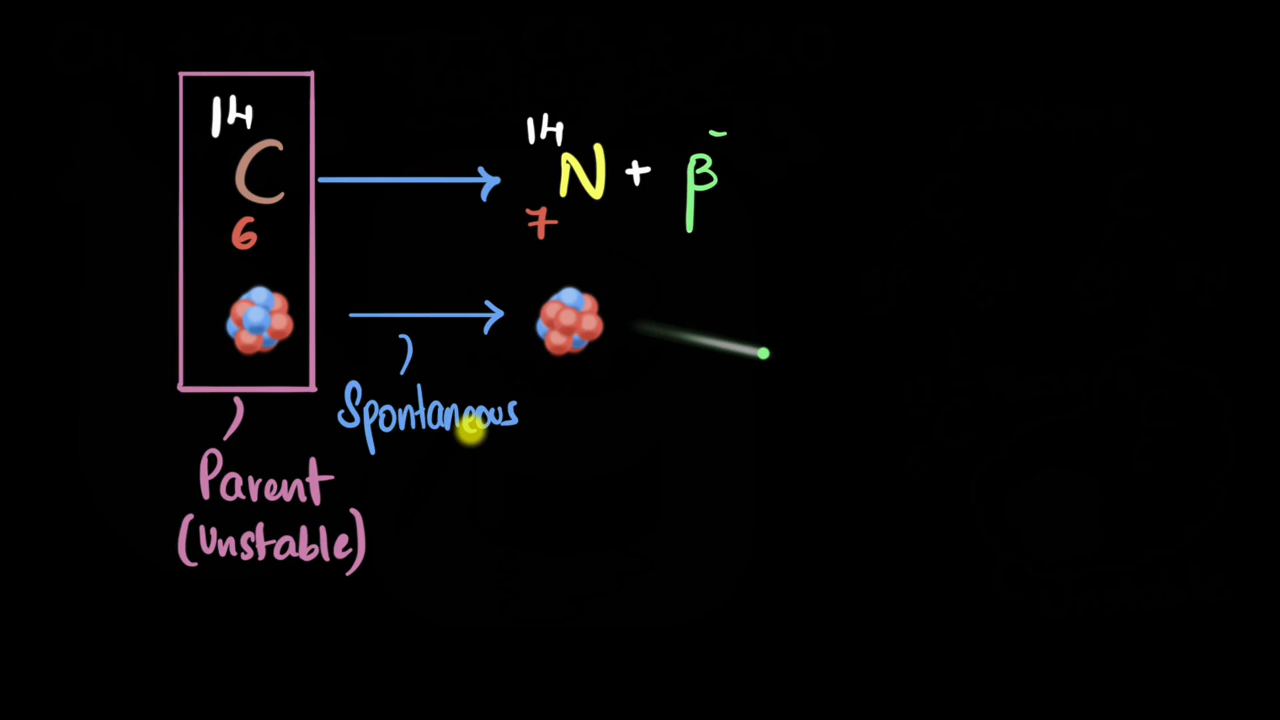 14 C 6 → 14 N 7 + β⁻
Spontaneous
Parent
(Unstable)